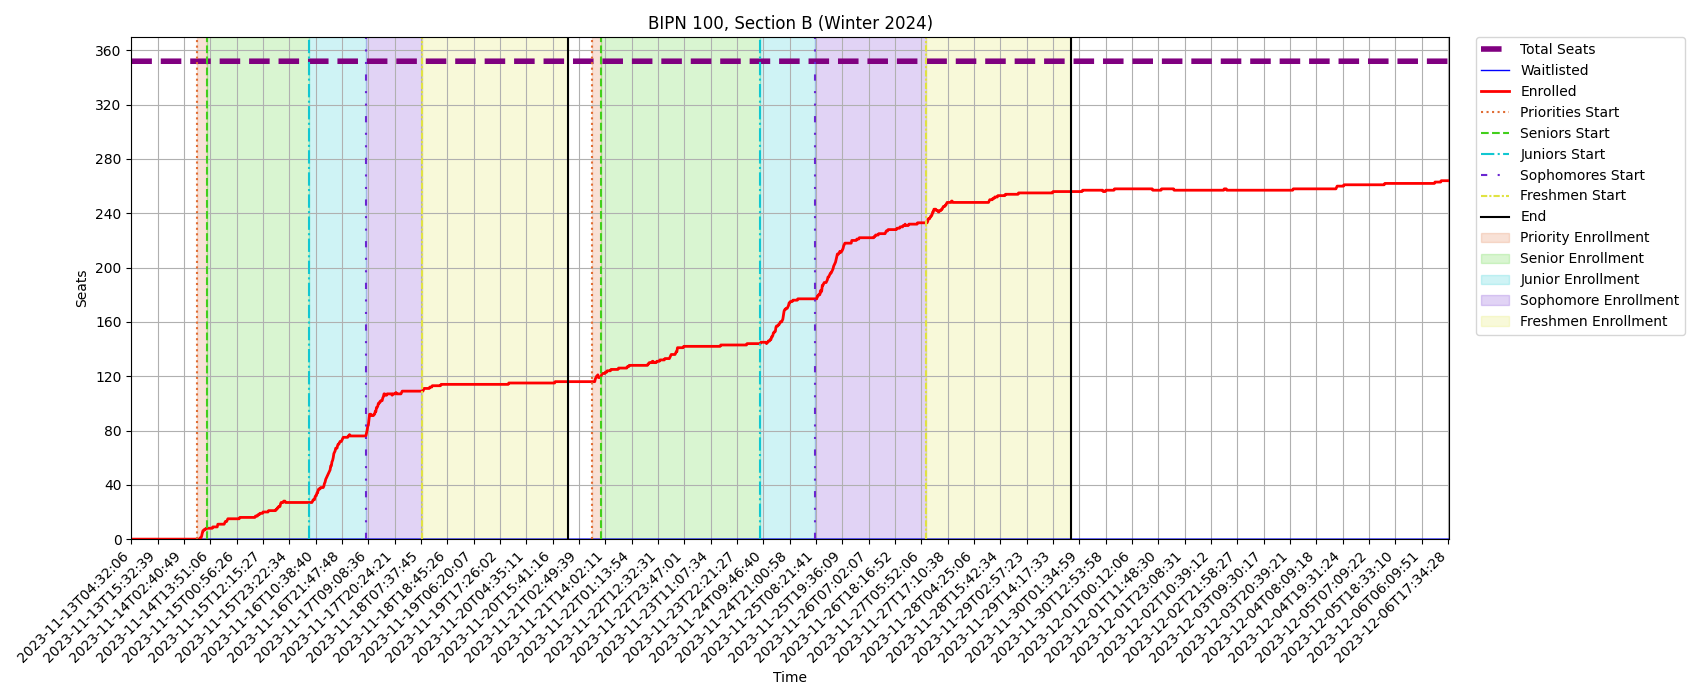 BIPN 100, Section B (Winter 2024)
Seats
360
320
280
240
200
160
120
80
40
0
2023-11-13T04:32:06
2023-11-13T15:32:39
2023-11-14T02:40:49
2023-11-14T13:51:06
2023-11-15T00:56:26
2023-11-15T12:15:27
2023-11-15T23:22:34
2023-11-16T10:38:40
2023-11-16T21:47:48
2023-11-17T09:08:36
2023-11-17T20:24:21
2023-11-18T07:37:45
2023-11-18T18:45:26
2023-11-19T06:20:07
2023-11-19T17:26:02
2023-11-20T04:35:11
2023-11-20T15:41:16
2023-11-21T02:49:39
2023-11-21T14:02:11
2023-11-22T01:13:54
2023-11-22T12:32:31
2023-11-22T23:47:01
2023-11-23T11:07:34
2023-11-23T22:21:27
2023-11-24T09:46:40
2023-11-24T21:00:58
2023-11-25T08:21:41
2023-11-25T19:36:09
2023-11-26T07:02:07
2023-11-26T18:16:52
2023-11-27T05:52:06
2023-11-27T17:10:38
2023-11-28T04:25:06
2023-11-28T15:42:34
2023-11-29T02:57:23
2023-11-29T14:17:33
2023-11-30T01:34:59
2023-11-30T12:53:58
2023-12-01T00:12:06
2023-12-01T11:48:30
2023-12-01T23:08:31
2023-12-02T10:39:12
2023-12-02T21:58:27
2023-12-03T09:30:17
2023-12-03T20:39:21
2023-12-04T08:09:18
2023-12-04T19:31:24
2023-12-05T07:09:22
2023-12-05T18:33:10
2023-12-06T06:09:51
2023-12-06T17:34:28
Time
Total Seats
Waitlisted
Enrolled
Priorities Start
Seniors Start
Juniors Start
Sophomores Start
Freshmen Start
End
Priority Enrollment
Senior Enrollment
Junior Enrollment
Sophomore Enrollment
Freshmen Enrollment